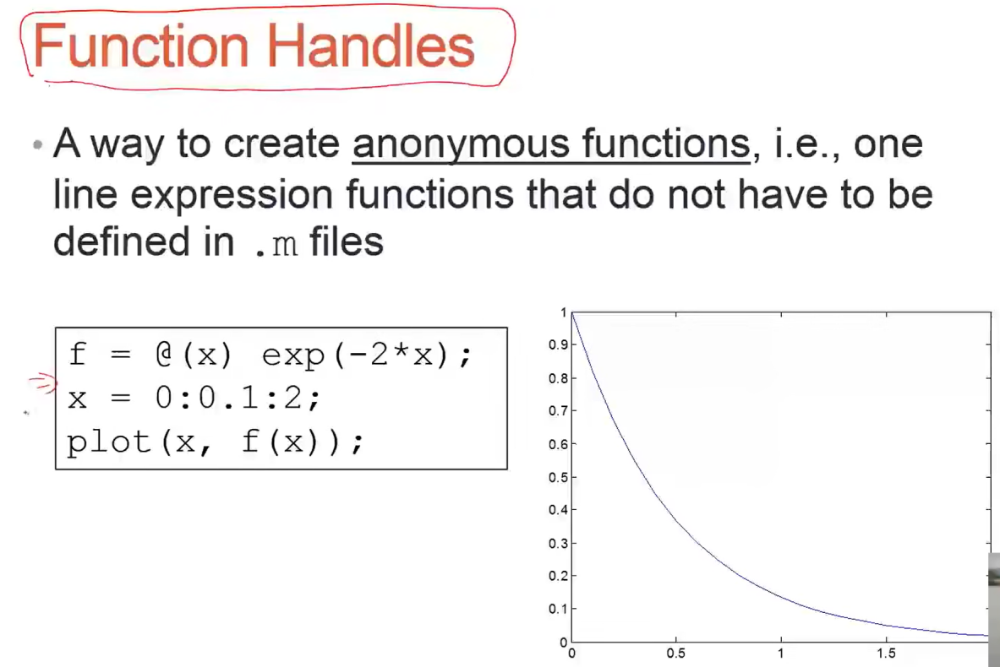 Function Handles
• A way to create anonymous functions, i.e., one
line expression functions that do not have to be
defined in .m files
f = @(x) exp(-2*x);
x = 0:0.1:2;
plot(x, f(x));
1
0.9
0.8
0.7
0.6
0.5
0.4
0.3
0.2
0.1
0
0 0.5 1 1.5